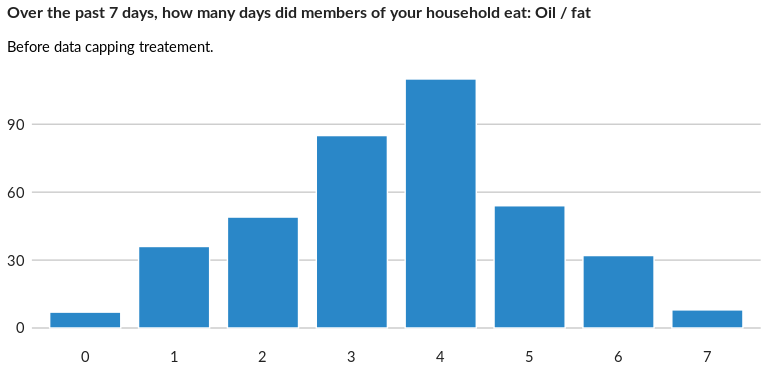 Over the past 7 days, how many days did members of your household eat: Oil / fat
Before data capping treatement.
90
60
30
0
0 1 2 3 4 5 6 7